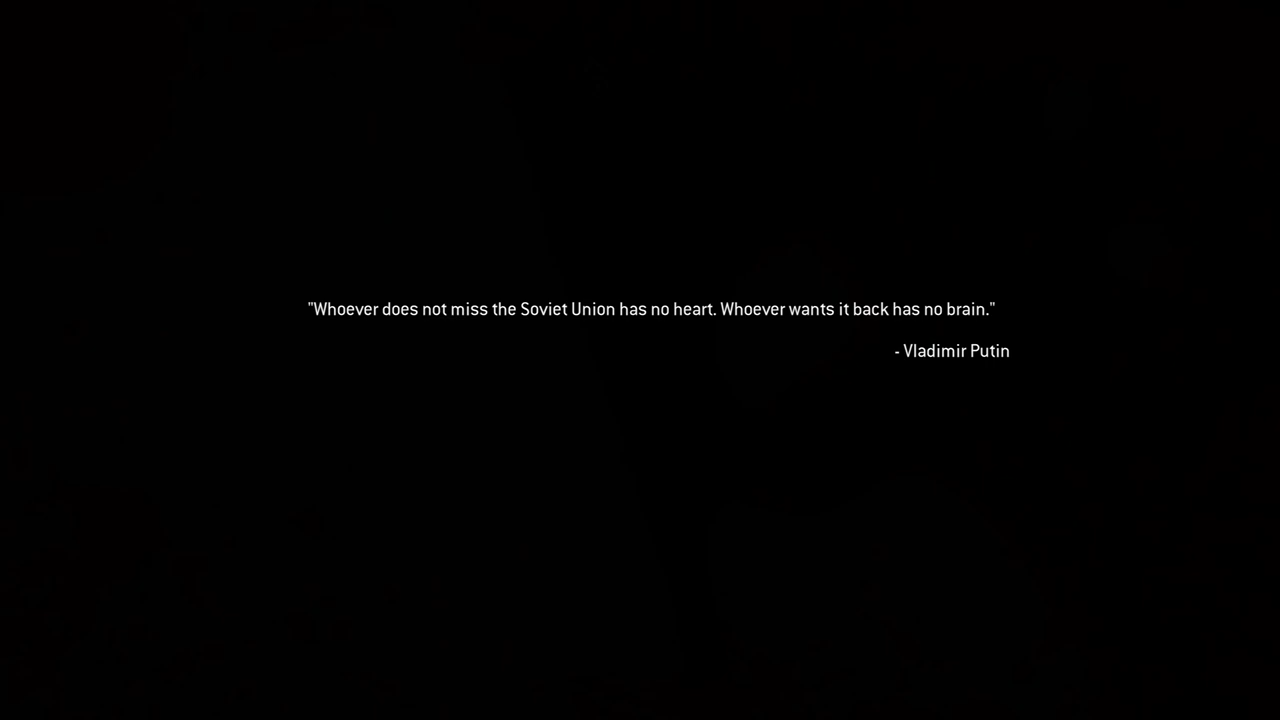 "Whoever does not miss the Soviet Union has no heart. Whoever wants it back has no brain."
- Vladimir Putin